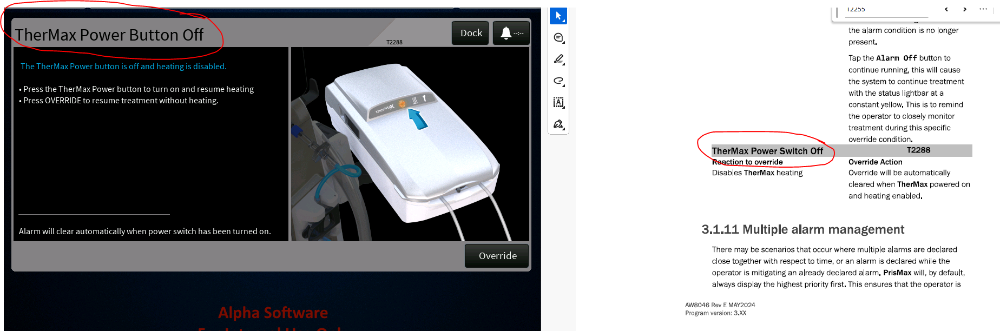 TherMax Power Button Off
T2288
Dock
--:--
The TherMax Power button is off and heating is disabled.
• Press the TherMax Power button to turn on and resume heating
• Press OVERRIDE to resume treatment without heating.
therMaX
Alarm will clear automatically when power switch has been turned on.
Override
Alpha Software
T2255
the alarm condition is no longer
present.
Tap the Alarm Off button to
continue running, this will cause
the system to continue treatment
with the status lightbar at a
constant yellow. This is to remind
the operator to closely monitor
treatment during this specific
override condition.
TherMax Power Switch Off T2288
Reaction to override
Disables TherMax heating
Override Action
Override will be automatically
cleared when TherMax powered on
and heating enabled.
3.1.11 Multiple alarm management
There may be scenarios that occur where multiple alarms are declared
close together with respect to time, or an alarm is declared while the
operator is mitigating an already declared alarm. PrisMax will, by default,
always display the highest priority first. This ensures that the operator is
AW8046 Rev E MAY2024
Program version: 3.XX